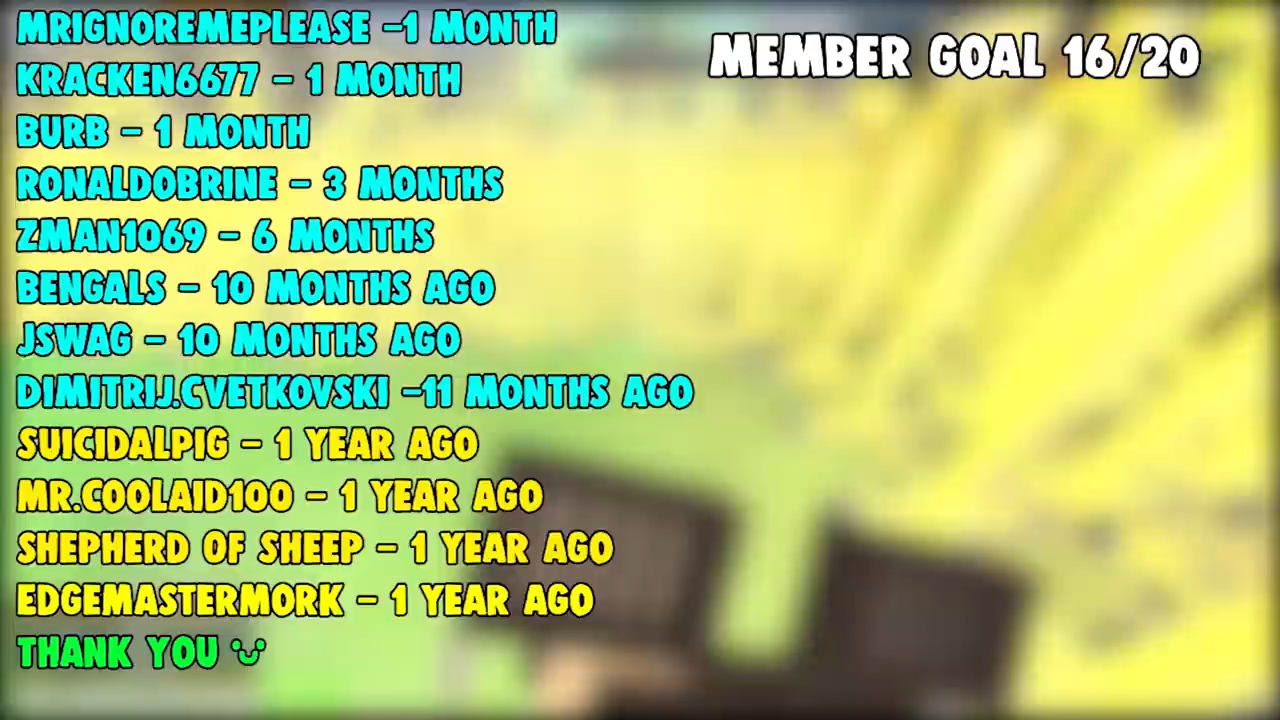 MRIGNOREMEPLEASE -1 MONTH
KRACKEN6677 - 1 MONTH
BURB - 1 MONTH
RONALDOBRINE - 3 MONTHS
ZMAN1069 - 6 MONTHS
BENGALS - 10 MONTHS AGO
JSWAG - 10 MONTHS AGO
DIMITRIJ.CVETKOVSKI -11 MONTHS AGO
SUICIDALPIG - 1 YEAR AGO
MR.COOLAID100 - 1 YEAR AGO
SHEPHERD OF SHEEP - 1 YEAR AGO
EDGEMASTERMORK - 1 YEAR AGO
THANK YOU
MEMBER GOAL 16/20